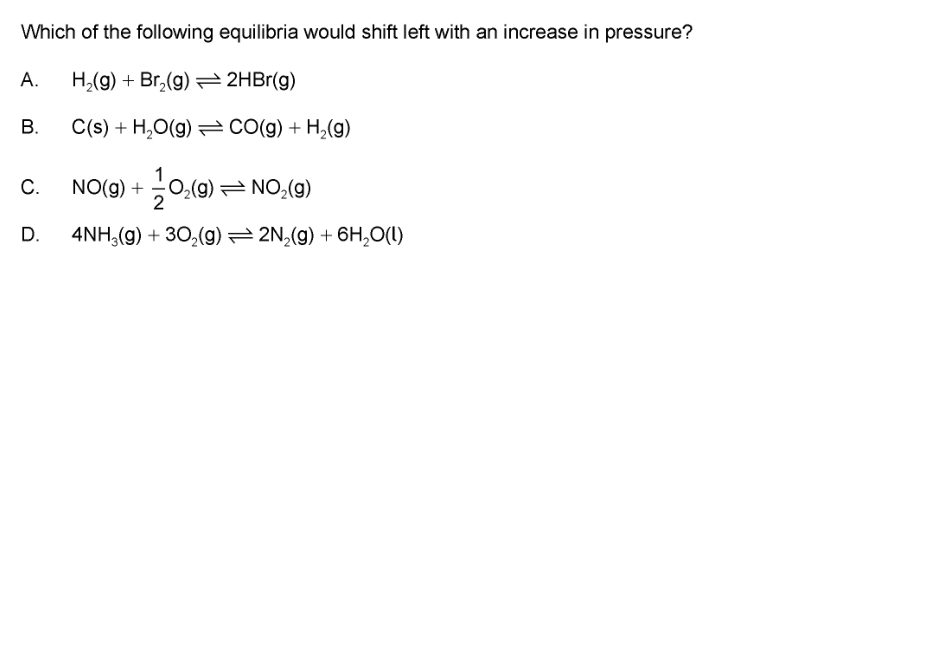 Which of the following equilibria would shift left with an increase in pressure?
A. H₂(g) + Br₂(g) ⇌ 2HBr(g)
B. C(s) + H₂O(g) ⇌ CO(g) + H₂(g)
C. NO(g) + 1/2 O₂(g) ⇌ NO₂(g)
D. 4NH₃(g) + 3O₂(g) ⇌ 2N₂(g) + 6H₂O(l)